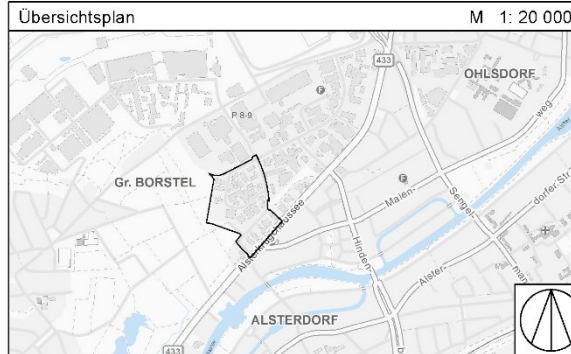 Übersichtsplan M 1: 20 000
433
OHLSDORF
F
P 8-9
weg
Gr. BORSTEL
F
Maien-
Sengel-
dorfer-Str
Alsterkrugchaussee
Hinden-
Alster-
mann
ALSTERDORF
433